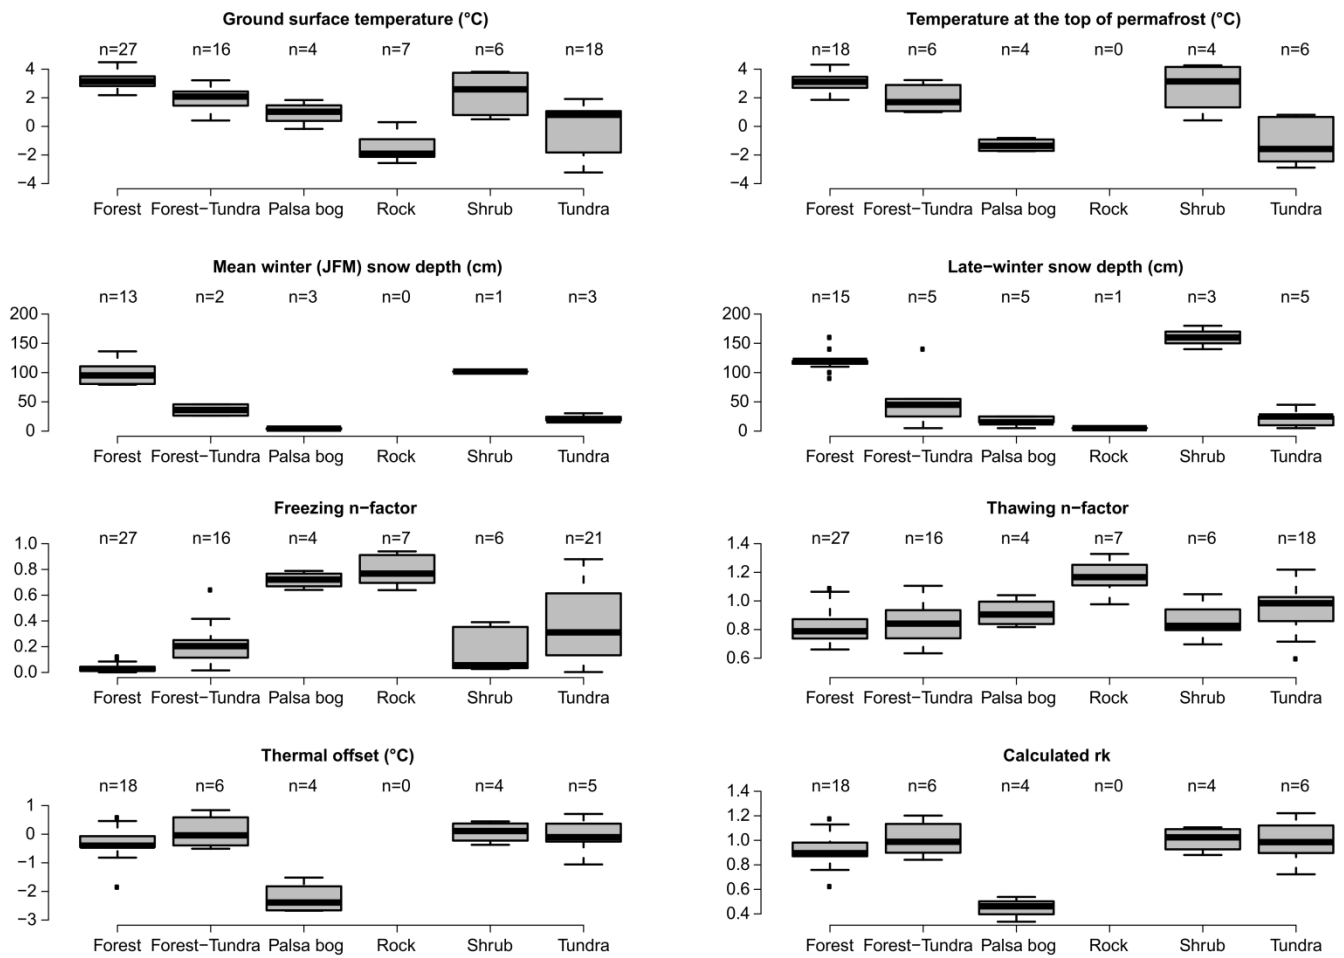 Ground surface temperature (°C)
n=27 n=16 n=4 n=7 n=6 n=18
4
2
0
−2
−4
Forest Forest−Tundra Palsa bog Rock Shrub Tundra
Temperature at the top of permafrost (°C)
n=18 n=6 n=4 n=0 n=4 n=6
4
2
0
−2
−4
Forest Forest−Tundra Palsa bog Rock Shrub Tundra
Mean winter (JFM) snow depth (cm)
n=13 n=2 n=3 n=0 n=1 n=3
200
150
100
50
0
Forest Forest−Tundra Palsa bog Rock Shrub Tundra
Late−winter snow depth (cm)
n=15 n=5 n=5 n=1 n=3 n=5
200
150
100
50
0
Forest Forest−Tundra Palsa bog Rock Shrub Tundra
Freezing n−factor
n=27 n=16 n=4 n=7 n=6 n=21
1.0
0.8
0.6
0.4
0.2
0.0
Forest Forest−Tundra Palsa bog Rock Shrub Tundra
Thawing n−factor
n=27 n=16 n=4 n=7 n=6 n=18
1.4
1.2
1.0
0.8
0.6
Forest Forest−Tundra Palsa bog Rock Shrub Tundra
Thermal offset (°C)
n=18 n=6 n=4 n=0 n=4 n=5
1
0
−1
−2
−3
Forest Forest−Tundra Palsa bog Rock Shrub Tundra
Calculated rk
n=18 n=6 n=4 n=0 n=4 n=6
1.4
1.2
1.0
0.8
0.6
0.4
Forest Forest−Tundra Palsa bog Rock Shrub Tundra